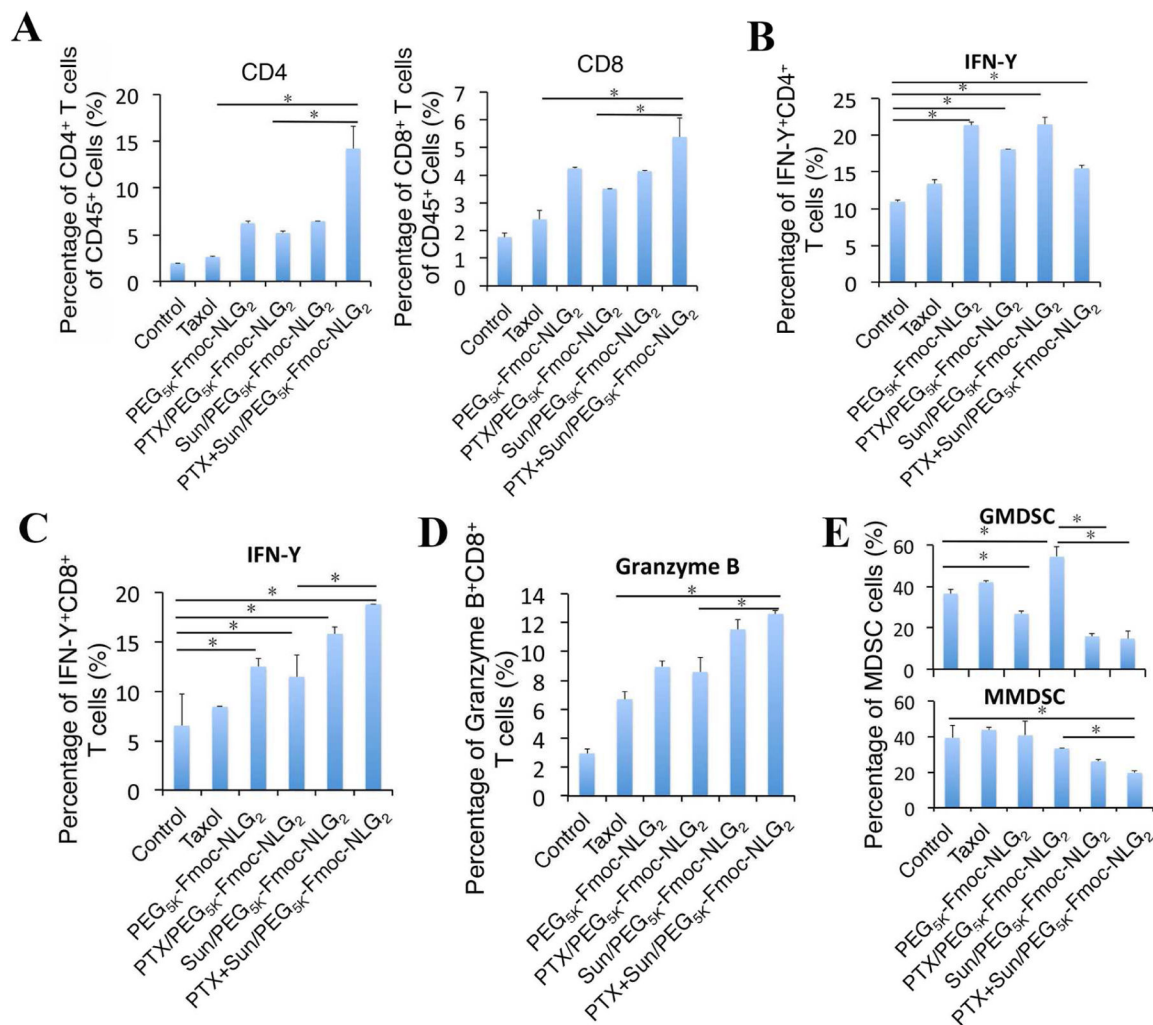 A
CD4
Percentage of CD4⁺ T cells
of CD45⁺ Cells (%)
20
15
10
5
0
*
*
Control
Taxol
PEG₅ₖ-Fmoc-NLG₂
PTX/PEG₅ₖ-Fmoc-NLG₂
Sun/PEG₅ₖ-Fmoc-NLG₂
PTX+Sun/PEG₅ₖ-Fmoc-NLG₂
CD8
Percentage of CD8⁺ T cells
of CD45⁺ Cells (%)
7
6
5
4
3
2
1
0
*
*
Control
Taxol
PEG₅ₖ-Fmoc-NLG₂
PTX/PEG₅ₖ-Fmoc-NLG₂
Sun/PEG₅ₖ-Fmoc-NLG₂
PTX+Sun/PEG₅ₖ-Fmoc-NLG₂
B
IFN-Y
Percentage of IFN-Y⁺CD4⁺
T cells (%)
25
20
15
10
5
0
*
*
*
*
Control
Taxol
PEG₅ₖ-Fmoc-NLG₂
PTX/PEG₅ₖ-Fmoc-NLG₂
Sun/PEG₅ₖ-Fmoc-NLG₂
PTX+Sun/PEG₅ₖ-Fmoc-NLG₂
C
IFN-Y
Percentage of IFN-Y⁺CD8⁺
T cells (%)
20
15
10
5
0
*
*
*
*
*
Control
Taxol
PEG₅ₖ-Fmoc-NLG₂
PTX/PEG₅ₖ-Fmoc-NLG₂
Sun/PEG₅ₖ-Fmoc-NLG₂
PTX+Sun/PEG₅ₖ-Fmoc-NLG₂
D
Granzyme B
Percentage of Granzyme B⁺CD8⁺
T cells (%)
14
12
10
8
6
4
2
0
*
*
Control
Taxol
PEG₅ₖ-Fmoc-NLG₂
PTX/PEG₅ₖ-Fmoc-NLG₂
Sun/PEG₅ₖ-Fmoc-NLG₂
PTX+Sun/PEG₅ₖ-Fmoc-NLG₂
E
Percentage of MDSC cells (%)
GMDSC
60
40
20
0
*
*
*
*
MMDSC
60
40
20
0
*
*
Control
Taxol
PEG₅ₖ-Fmoc-NLG₂
PTX/PEG₅ₖ-Fmoc-NLG₂
Sun/PEG₅ₖ-Fmoc-NLG₂
PTX+Sun/PEG₅ₖ-Fmoc-NLG₂